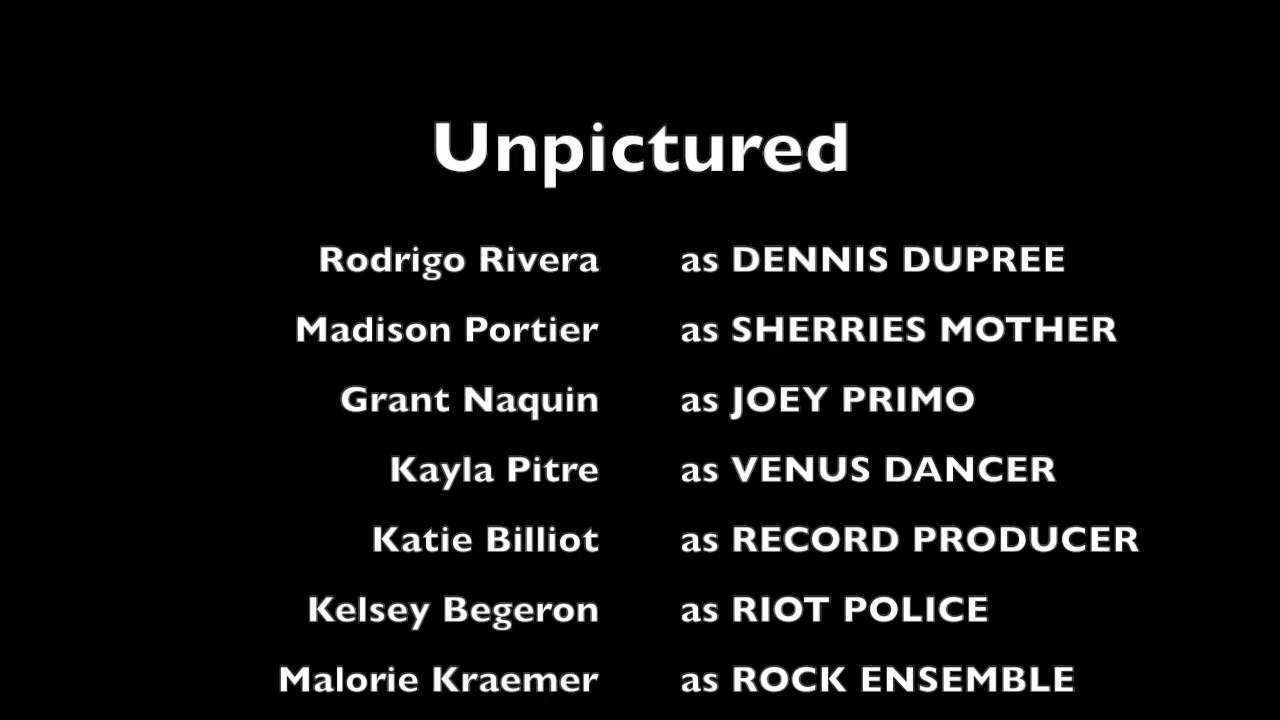 Unpictured
Rodrigo Rivera as DENNIS DUPREE
Madison Portier as SHERRIES MOTHER
Grant Naquin as JOEY PRIMO
Kayla Pitre as VENUS DANCER
Katie Billiot as RECORD PRODUCER
Kelsey Begeron as RIOT POLICE
Malorie Kraemer as ROCK ENSEMBLE